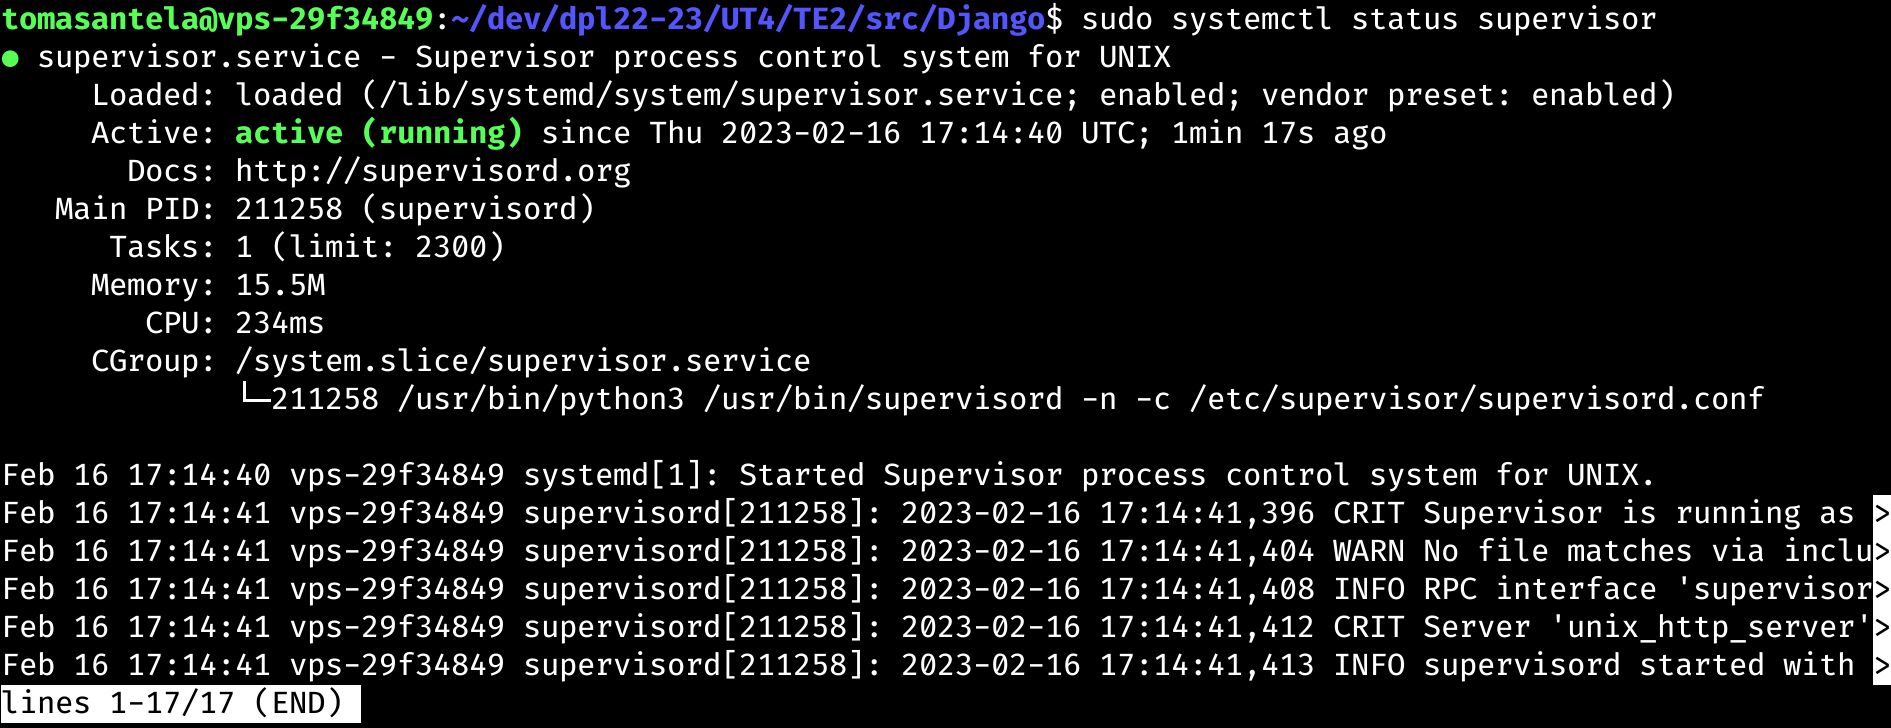 tomasantela@vps-29f34849:~/dev/dpl22-23/UT4/TE2/src/Django$ sudo systemctl status supervisor
● supervisor.service - Supervisor process control system for UNIX
     Loaded: loaded (/lib/systemd/system/supervisor.service; enabled; vendor preset: enabled)
     Active: active (running) since Thu 2023-02-16 17:14:40 UTC; 1min 17s ago
       Docs: http://supervisord.org
   Main PID: 211258 (supervisord)
      Tasks: 1 (limit: 2300)
     Memory: 15.5M
        CPU: 234ms
     CGroup: /system.slice/supervisor.service
             └─211258 /usr/bin/python3 /usr/bin/supervisord -n -c /etc/supervisor/supervisord.conf

Feb 16 17:14:40 vps-29f34849 systemd[1]: Started Supervisor process control system for UNIX.
Feb 16 17:14:41 vps-29f34849 supervisord[211258]: 2023-02-16 17:14:41,396 CRIT Supervisor is running as >
Feb 16 17:14:41 vps-29f34849 supervisord[211258]: 2023-02-16 17:14:41,404 WARN No file matches via inclu>
Feb 16 17:14:41 vps-29f34849 supervisord[211258]: 2023-02-16 17:14:41,408 INFO RPC interface 'supervisor>
Feb 16 17:14:41 vps-29f34849 supervisord[211258]: 2023-02-16 17:14:41,412 CRIT Server 'unix_http_server'>
Feb 16 17:14:41 vps-29f34849 supervisord[211258]: 2023-02-16 17:14:41,413 INFO supervisord started with >
lines 1-17/17 (END)